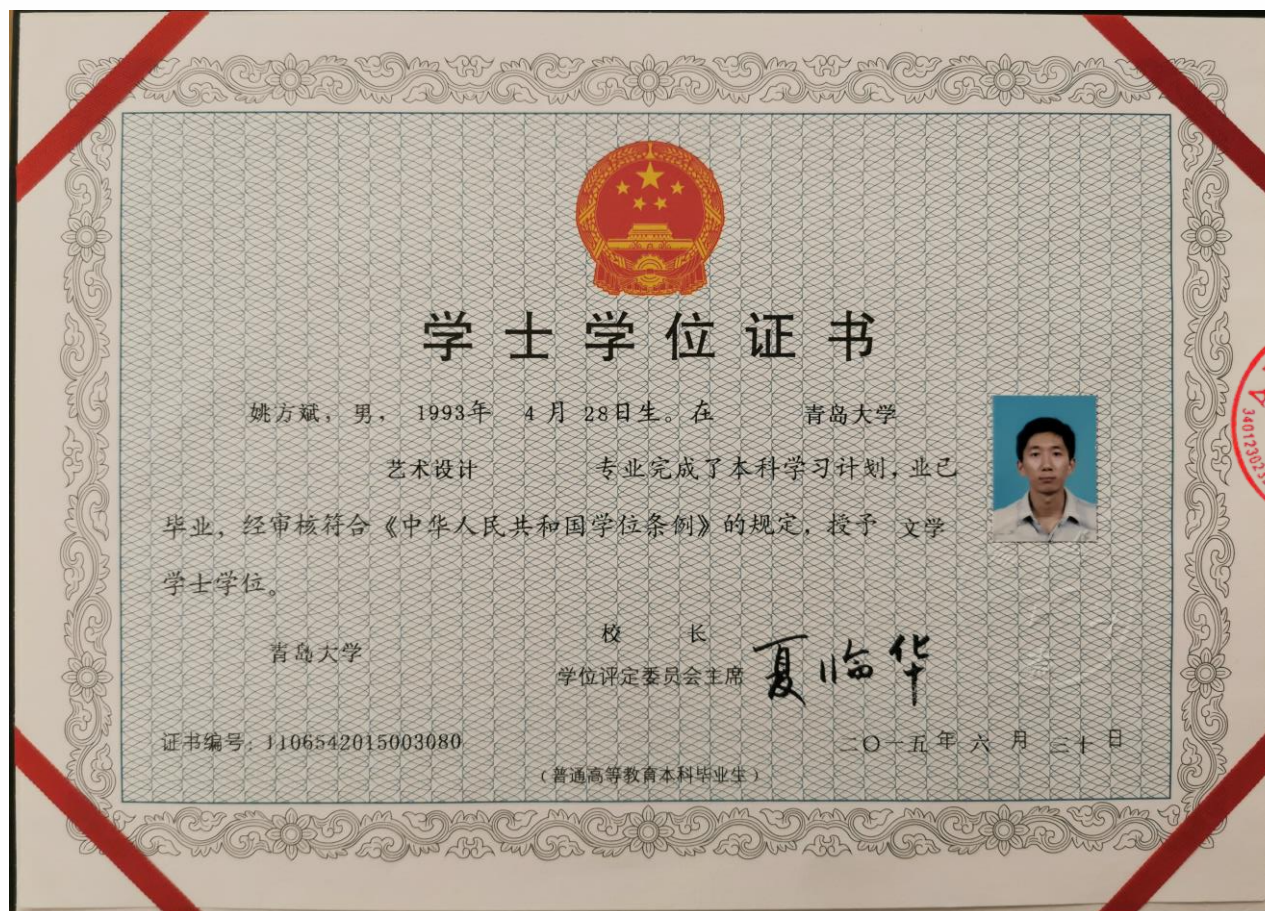 学士学位证书
姚方斌，男， 1993年 4月 28日生。在 青岛大学
艺术设计 专业完成了本科学习计划，业已
毕业，经审核符合《中华人民共和国学位条例》的规定，授予 文学
学士学位。
青岛大学
校 长
学位评定委员会主席 夏临华
证书编号：1106542015003080
二〇一五年 六 月 三十 日
（普通高等教育本科毕业生）